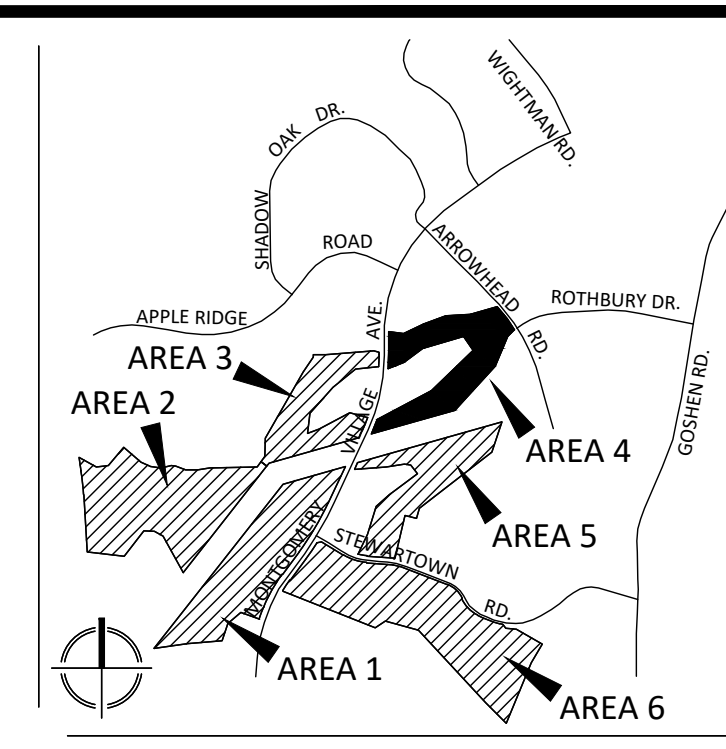 WIGHTMAN RD.
SHADOW OAK DR.
ARROWHEAD RD.
APPLE RIDGE ROAD
ROTHBURY DR.
MONTGOMERY VILLAGE AVE.
GOSHEN RD.
AREA 3
AREA 2
AREA 4
AREA 5
STEWARTOWN RD.
AREA 1
AREA 6